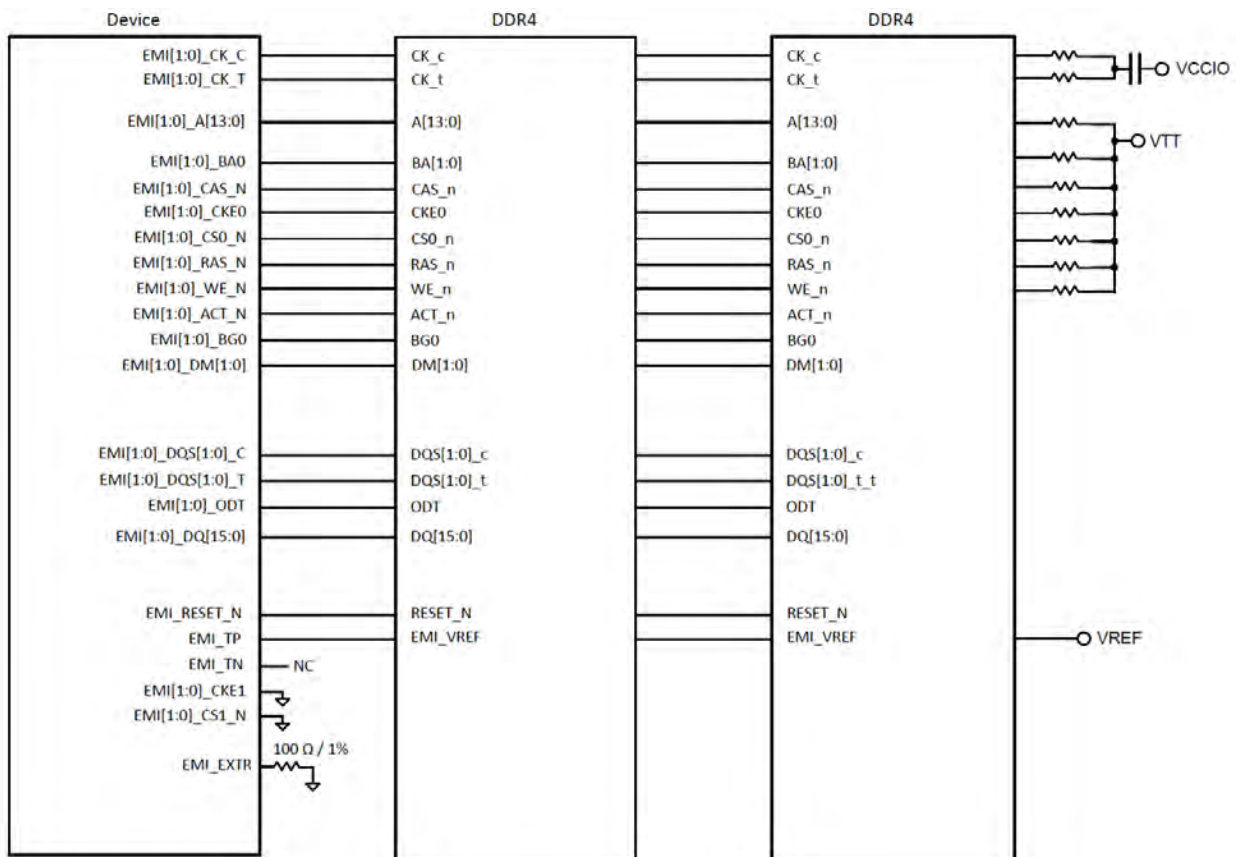 Device DDR4 DDR4
EMI[1:0]_CK_C CK_c CK_c
VCCIO
EMI[1:0]_CK_T CK_t CK_t
EMI[1:0]_A[13:0] A[13:0] A[13:0]
VTT
EMI[1:0]_BA0 BA[1:0] BA[1:0]
EMI[1:0]_CAS_N CAS_n CAS_n
EMI[1:0]_CKE0 CKE0 CKE0
EMI[1:0]_CS0_N CS0_n CS0_n
EMI[1:0]_RAS_N RAS_n RAS_n
EMI[1:0]_WE_N WE_n WE_n
EMI[1:0]_ACT_N ACT_n ACT_n
EMI[1:0]_BG0 BG0 BG0
EMI[1:0]_DM[1:0] DM[1:0] DM[1:0]
EMI[1:0]_DQS[1:0]_C DQS[1:0]_c DQS[1:0]_c
EMI[1:0]_DQS[1:0]_T DQS[1:0]_t DQS[1:0]_t_t
EMI[1:0]_ODT ODT ODT
EMI[1:0]_DQ[15:0] DQ[15:0] DQ[15:0]
EMI_RESET_N RESET_N RESET_N
EMI_TP EMI_VREF EMI_VREF VREF
EMI_TN NC
EMI[1:0]_CKE1
EMI[1:0]_CS1_N
100 Ω / 1%
EMI_EXTR